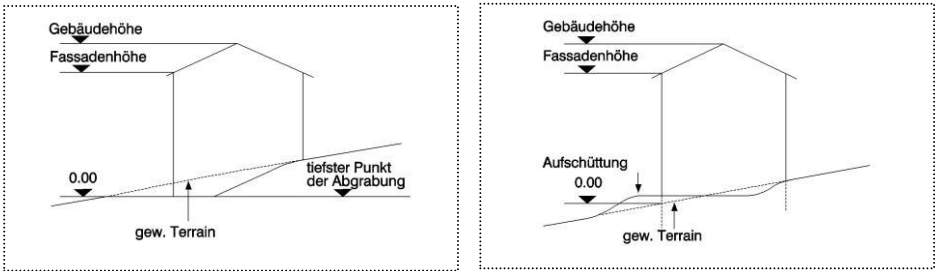 Gebäudehöhe
Fassadenhöhe
0.00
tiefster Punkt
der Abgrabung
gew. Terrain
Gebäudehöhe
Fassadenhöhe
Aufschüttung
0.00
gew. Terrain